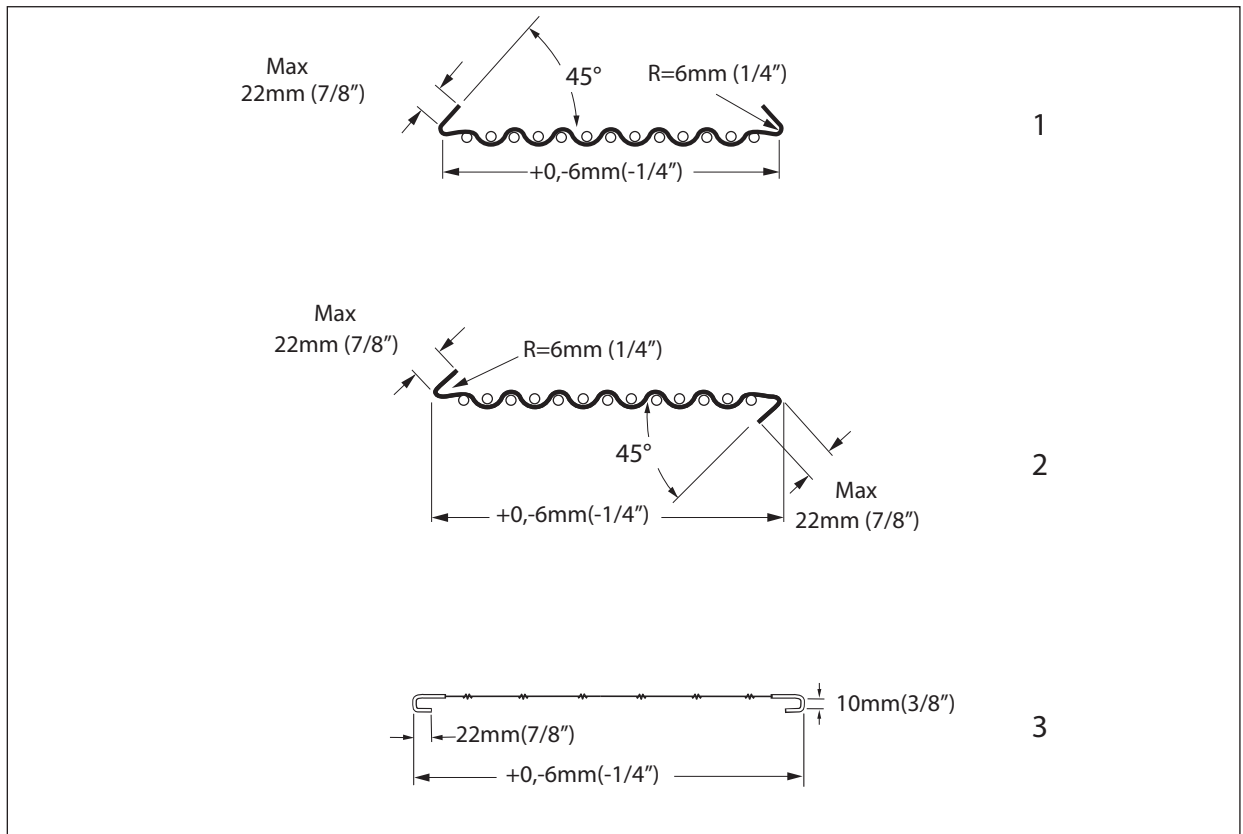 Max
22mm (7/8”)
45°
R=6mm (1/4”)
1
+0,-6mm(-1/4”)
Max
22mm (7/8”)
R=6mm (1/4”)
45°
2
Max
22mm (7/8”)
+0,-6mm(-1/4”)
10mm(3/8”)
22mm(7/8”)
3
+0,-6mm(-1/4”)